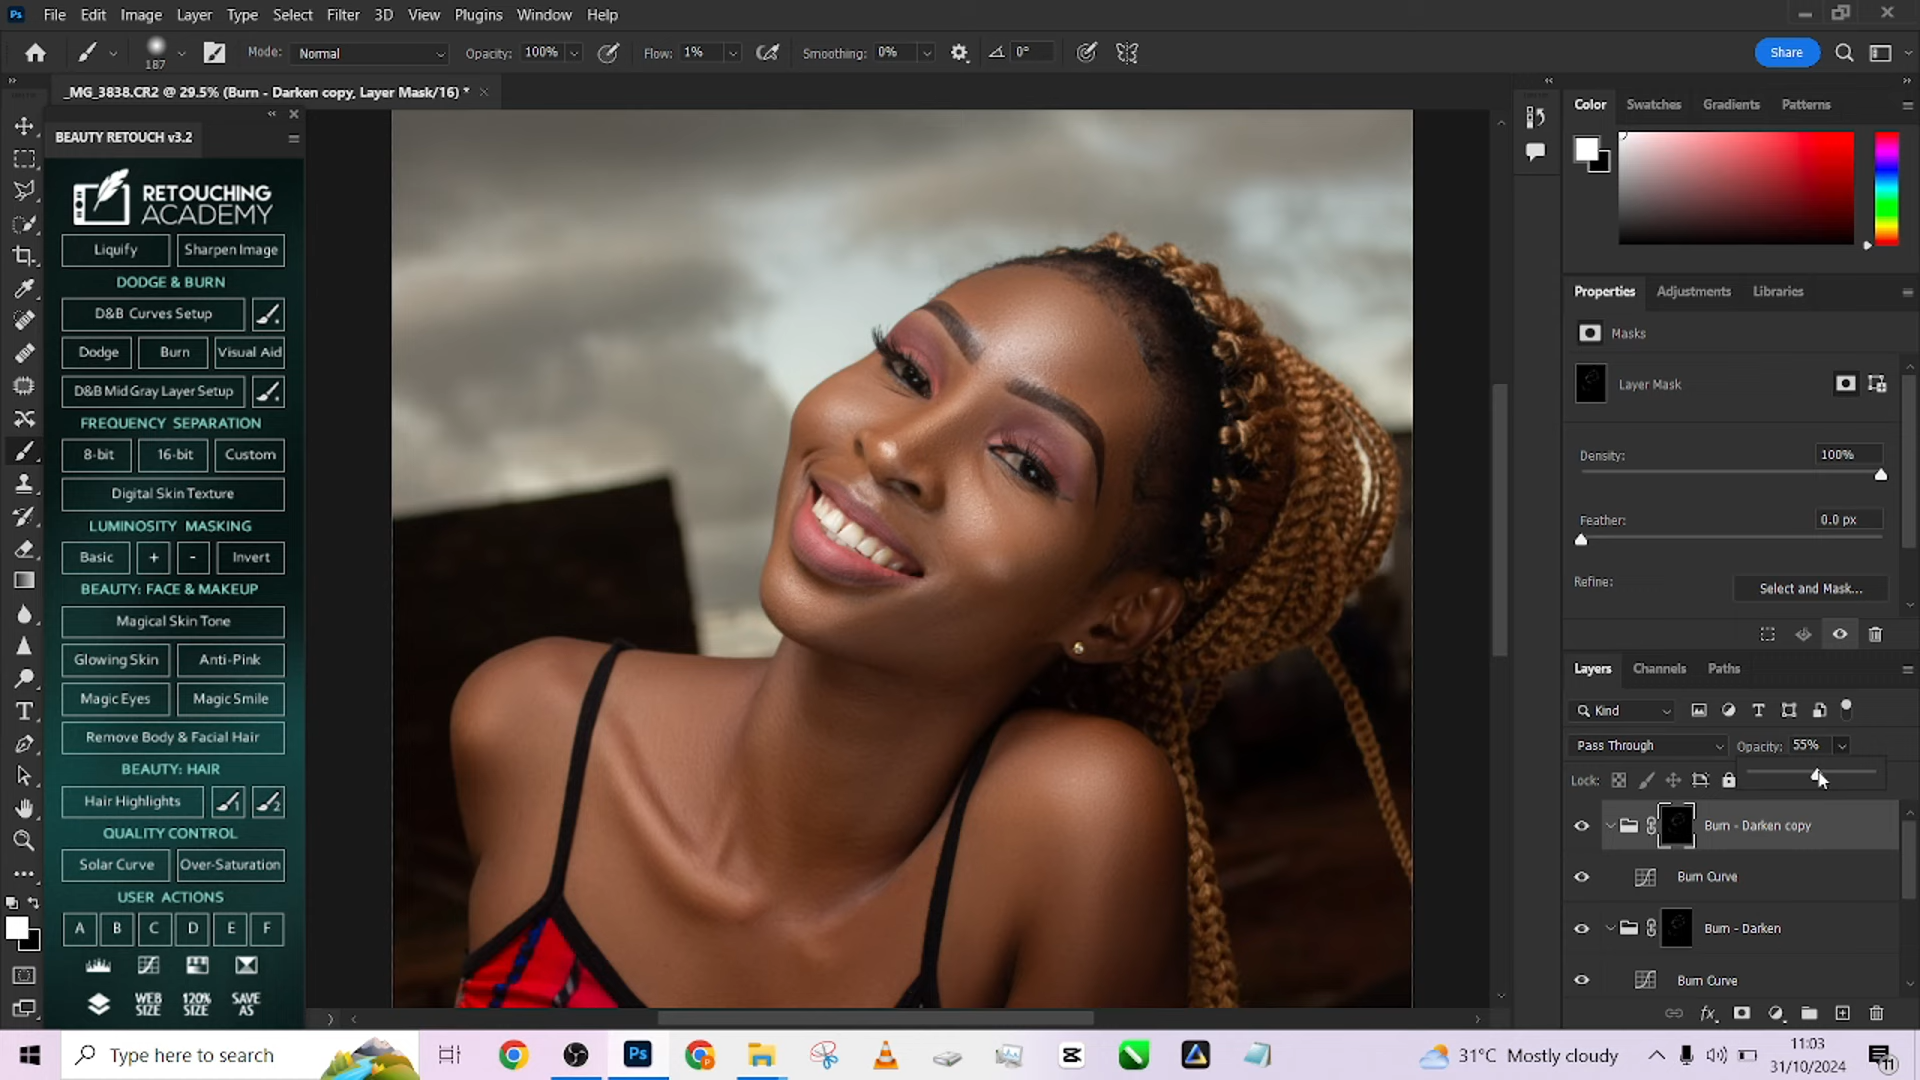 Ps File Edit Image Layer Type Select Filter 3D View Plugins Window Help
187 Mode: Normal Opacity: 100% Flow: 1% Smoothing: 0% 0° Share
_MG_3838.CR2 @ 29.5% (Burn - Darken copy, Layer Mask/16) *
BEAUTY RETOUCH v3.2
RETOUCHING
ACADEMY
Liquify Sharpen Image
DODGE & BURN
D&B Curves Setup
Dodge Burn Visual Aid
D&B Mid Gray Layer Setup
FREQUENCY SEPARATION
8-bit 16-bit Custom
Digital Skin Texture
LUMINOSITY MASKING
Basic + - Invert
BEAUTY: FACE & MAKEUP
Magical Skin Tone
Glowing Skin Anti-Pink
Magic Eyes Magic Smile
Remove Body & Facial Hair
BEAUTY: HAIR
Hair Highlights 1 2
QUALITY CONTROL
Solar Curve Over-Saturation
USER ACTIONS
A B C D E F
WEB SIZE 120% SIZE SAVE AS
Color Swatches Gradients Patterns
Properties Adjustments Libraries
Masks
Layer Mask
Density: 100%
Feather: 0.0 px
Refine: Select and Mask...
Layers Channels Paths
Kind
Pass Through Opacity: 55%
Lock:
Burn - Darken copy
Burn Curve
Burn - Darken
Burn Curve
Type here to search
Ps
31°C Mostly cloudy
11:03
31/10/2024
11